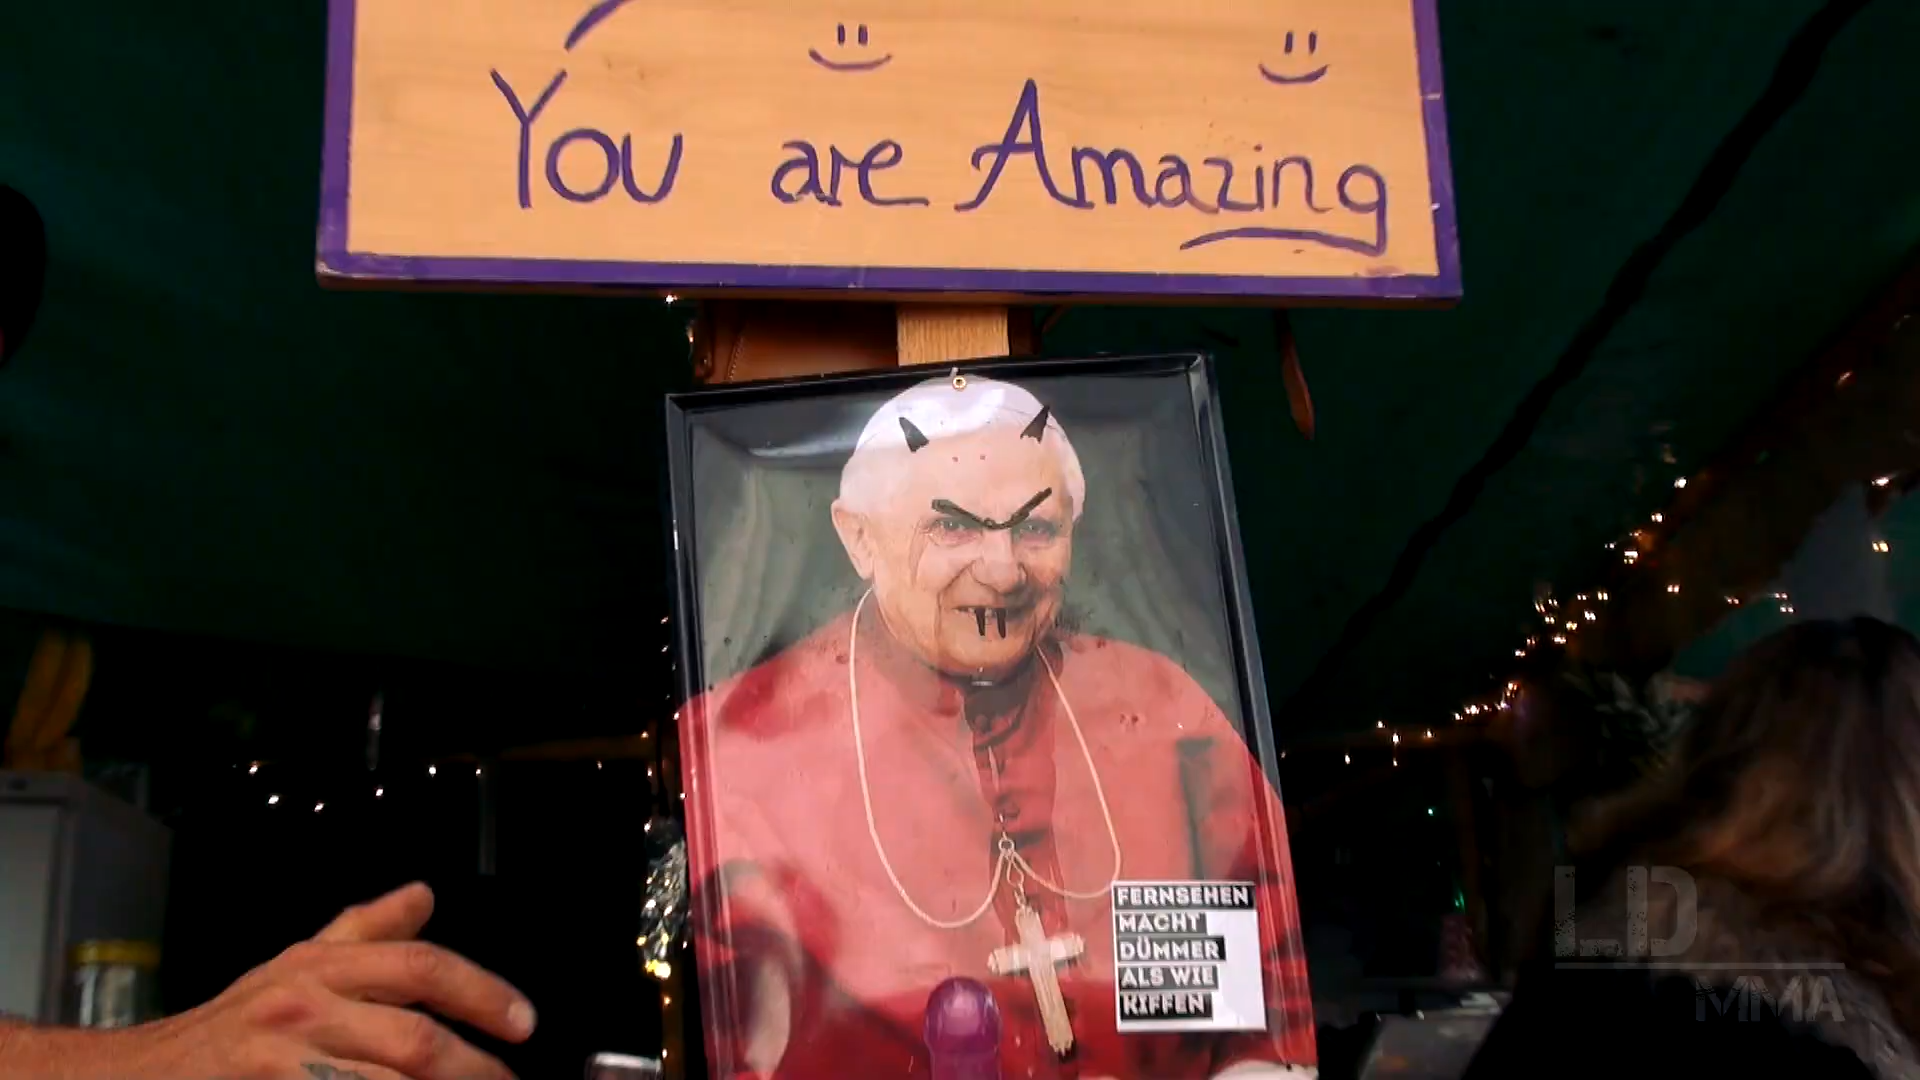 You are Amazing
FERNSEHEN
MACHT
DÜMMER
ALS WIE
KIFFEN
LD
MMA